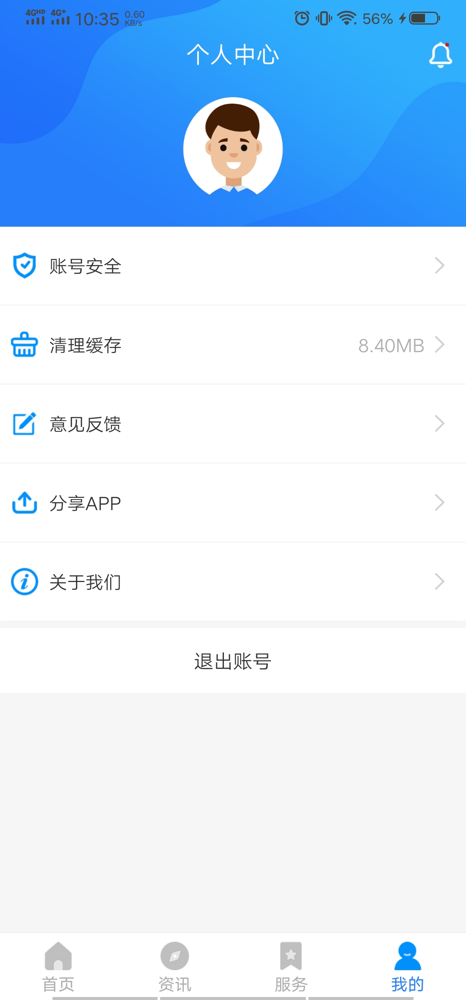 4GHD 4G+ 10:35 0.60 KB/s 56%
个人中心
账号安全
清理缓存 8.40MB
意见反馈
分享APP
关于我们
退出账号
首页 资讯 服务 我的